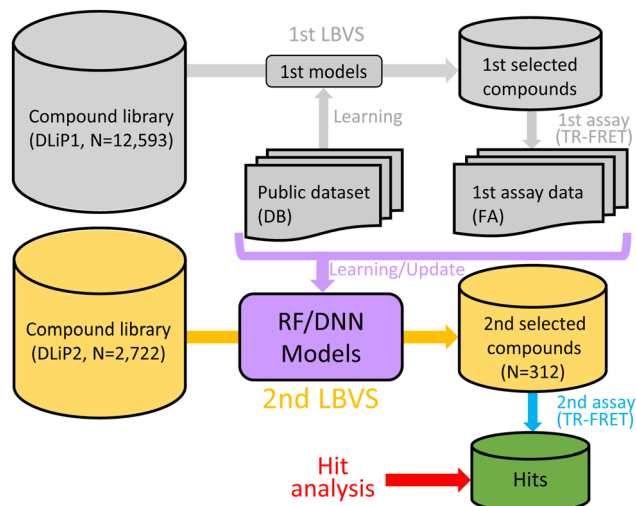 1st LBVS
Compound library
(DLiP1, N=12,593)
1st models
1st selected
compounds
Learning
1st assay
(TR-FRET)
Public dataset
(DB)
1st assay data
(FA)
Learning/Update
Compound library
(DLiP2, N=2,722)
RF/DNN
Models
2nd LBVS
2nd selected
compounds
(N=312)
2nd assay
(TR-FRET)
Hit
analysis
Hits